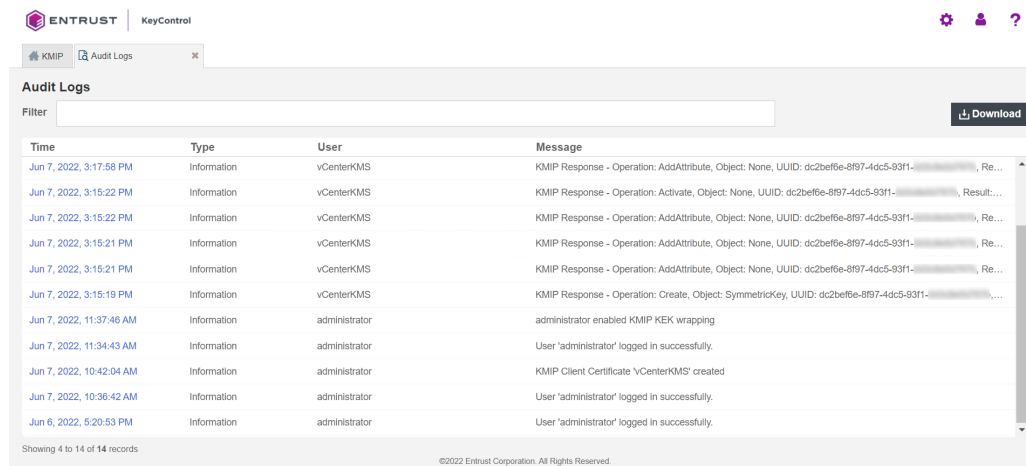 ENTRUST KeyControl
KMIP Audit Logs
Audit Logs
Filter
Download
Time Type User Message
Jun 7, 2022, 3:17:58 PM Information vCenterKMS KMIP Response - Operation: AddAttribute, Object: None, UUID: dc2bef6e-8f97-4dc5-93f1- , Re...
Jun 7, 2022, 3:15:22 PM Information vCenterKMS KMIP Response - Operation: Activate, Object: None, UUID: dc2bef6e-8f97-4dc5-93f1- , Result:...
Jun 7, 2022, 3:15:22 PM Information vCenterKMS KMIP Response - Operation: AddAttribute, Object: None, UUID: dc2bef6e-8f97-4dc5-93f1- , Re...
Jun 7, 2022, 3:15:21 PM Information vCenterKMS KMIP Response - Operation: AddAttribute, Object: None, UUID: dc2bef6e-8f97-4dc5-93f1- , Re...
Jun 7, 2022, 3:15:21 PM Information vCenterKMS KMIP Response - Operation: AddAttribute, Object: None, UUID: dc2bef6e-8f97-4dc5-93f1- , Re...
Jun 7, 2022, 3:15:19 PM Information vCenterKMS KMIP Response - Operation: Create, Object: SymmetricKey, UUID: dc2bef6e-8f97-4dc5-93f1- ,...
Jun 7, 2022, 11:37:46 AM Information administrator administrator enabled KMIP KEK wrapping
Jun 7, 2022, 11:34:43 AM Information administrator User 'administrator' logged in successfully.
Jun 7, 2022, 10:42:04 AM Information administrator KMIP Client Certificate 'vCenterKMS' created
Jun 7, 2022, 10:36:42 AM Information administrator User 'administrator' logged in successfully.
Jun 6, 2022, 5:20:53 PM Information administrator User 'administrator' logged in successfully.
Showing 4 to 14 of 14 records
©2022 Entrust Corporation. All Rights Reserved.